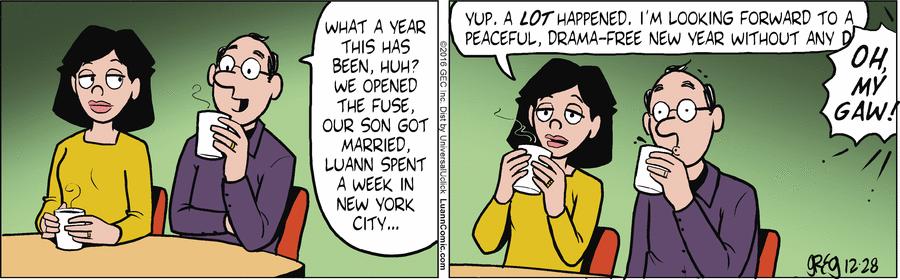 WHAT A YEAR
THIS HAS
BEEN, HUH?
WE OPENED
THE FUSE,
OUR SON GOT
MARRIED,
LUANN SPENT
A WEEK IN
NEW YORK
CITY...
©2016 GEC Inc. Dist by UniversalUclick LuannComic.com
YUP. A LOT HAPPENED. I'M LOOKING FORWARD TO A
PEACEFUL, DRAMA-FREE NEW YEAR WITHOUT ANY D
OH,
MY
GAW!
GREG 12-28